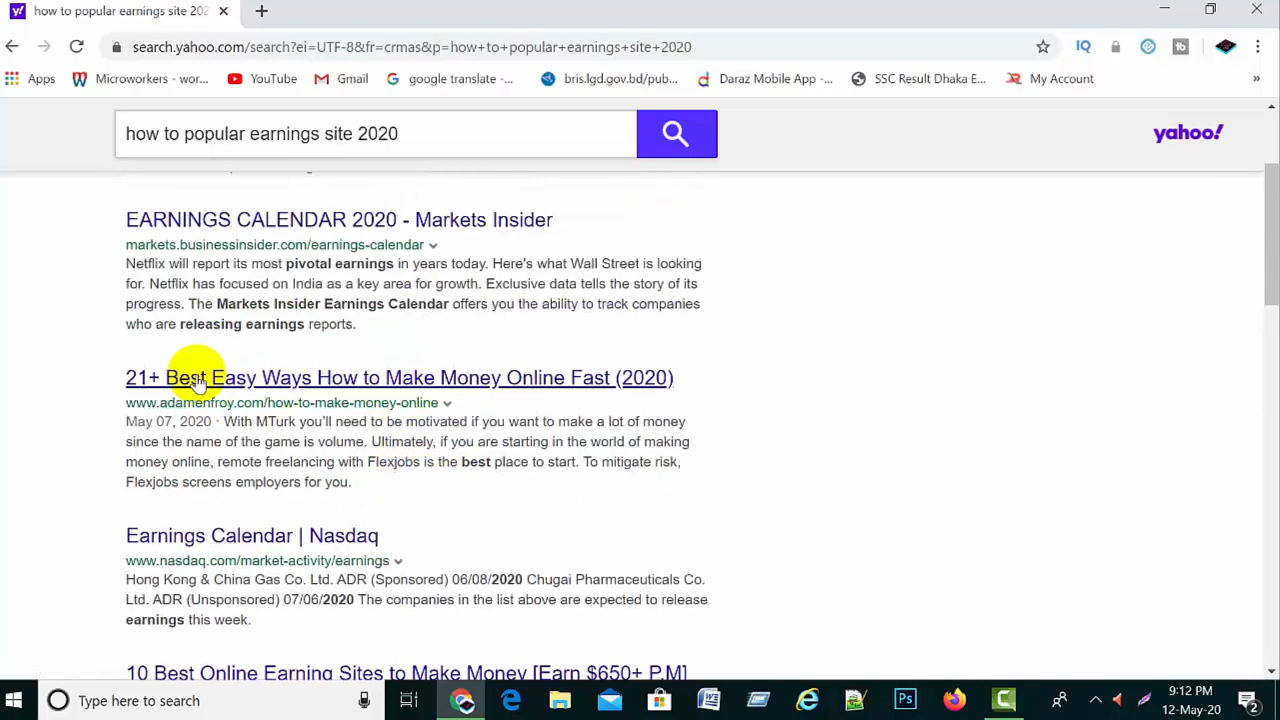 how to popular earnings site 202
search.yahoo.com/search?ei=UTF-8&fr=crmas&p=how+to+popular+earnings+site+2020
IQ
tb
Apps
Microworkers - wor...
YouTube
Gmail
google translate -...
bris.lgd.gov.bd/pub...
Daraz Mobile App -...
SSC Result Dhaka E...
My Account
how to popular earnings site 2020
yahoo!
EARNINGS CALENDAR 2020 - Markets Insider
markets.businessinsider.com/earnings-calendar
Netflix will report its most pivotal earnings in years today. Here's what Wall Street is looking
for. Netflix has focused on India as a key area for growth. Exclusive data tells the story of its
progress. The Markets Insider Earnings Calendar offers you the ability to track companies
who are releasing earnings reports.
21+ Best Easy Ways How to Make Money Online Fast (2020)
www.adamenfroy.com/how-to-make-money-online
May 07, 2020 · With MTurk you'll need to be motivated if you want to make a lot of money
since the name of the game is volume. Ultimately, if you are starting in the world of making
money online, remote freelancing with Flexjobs is the best place to start. To mitigate risk,
Flexjobs screens employers for you.
Earnings Calendar | Nasdaq
www.nasdaq.com/market-activity/earnings
Hong Kong & China Gas Co. Ltd. ADR (Sponsored) 06/08/2020 Chugai Pharmaceuticals Co.
Ltd. ADR (Unsponsored) 07/06/2020 The companies in the list above are expected to release
earnings this week.
10 Best Online Earning Sites to Make Money [Earn $650+ P.M]
Type here to search
Ps
9:12 PM
12-May-20
2